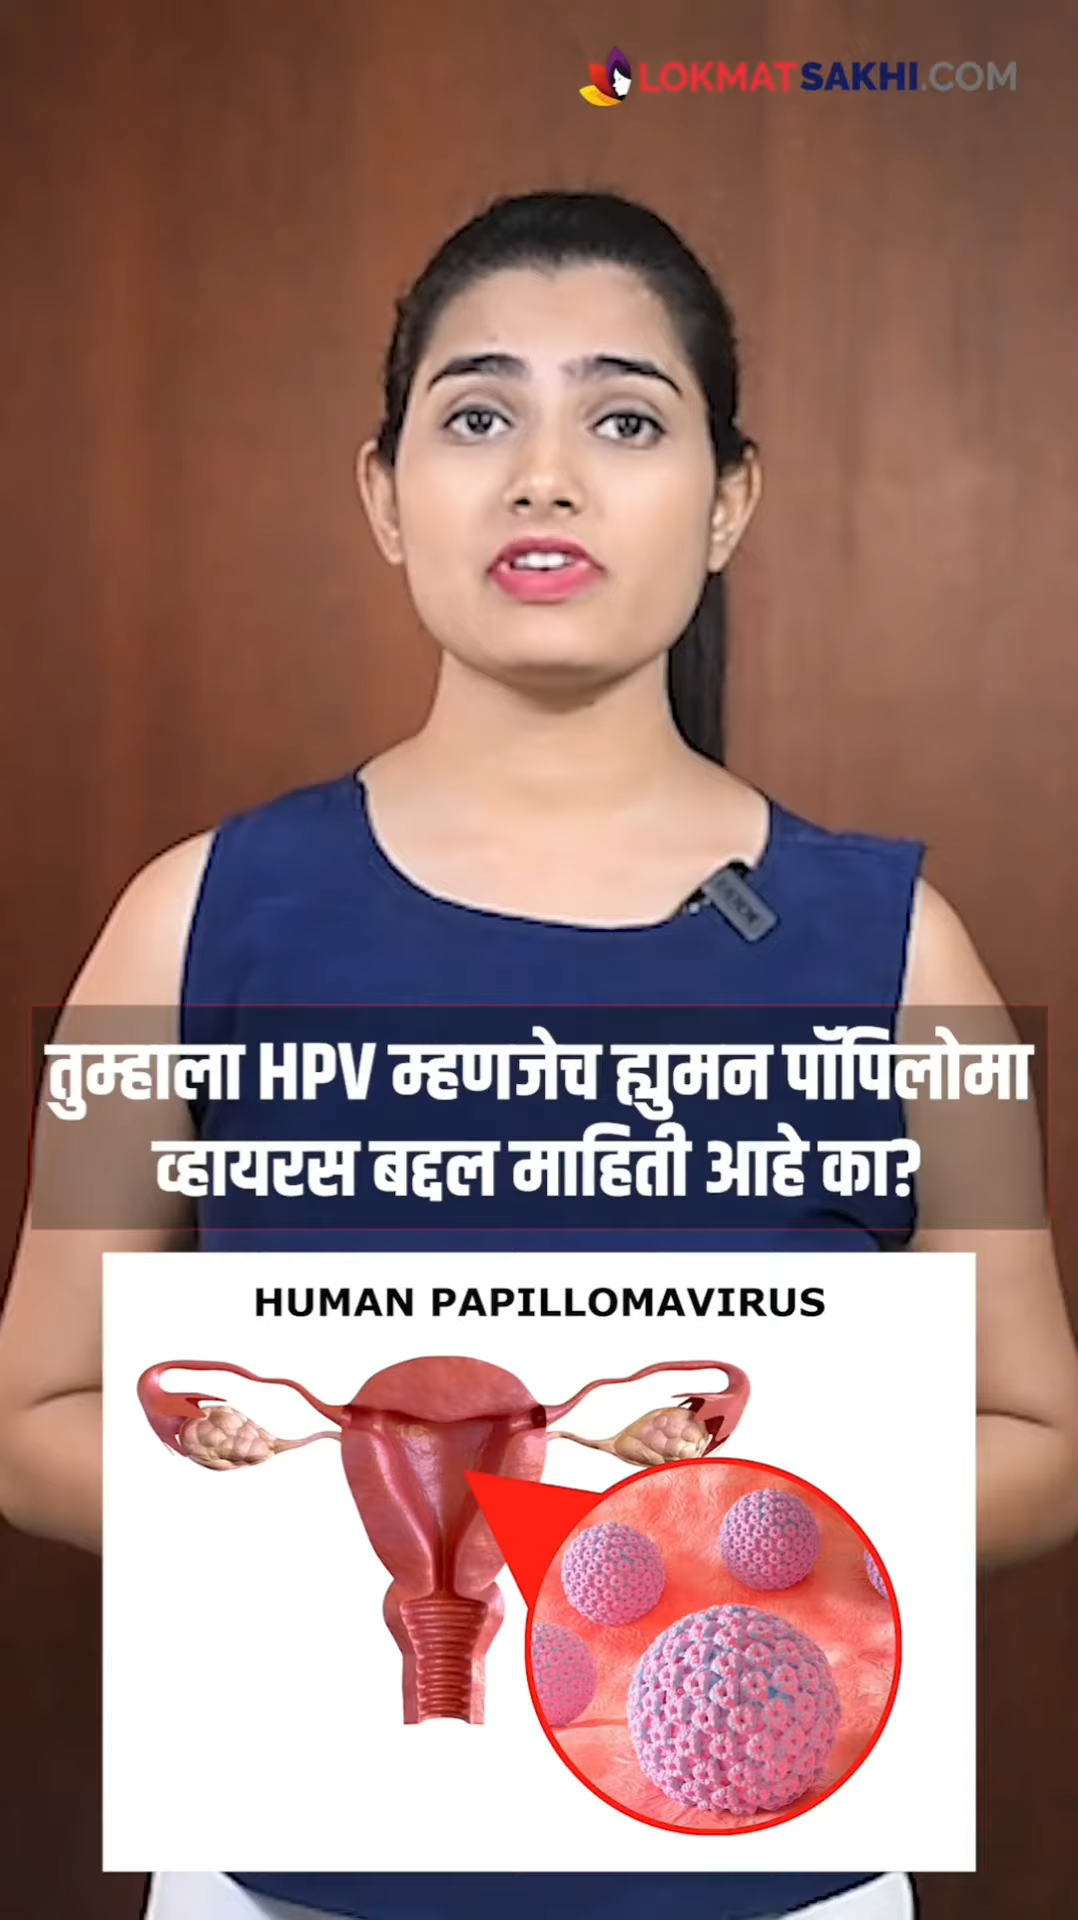 LOKMATSAKHI.COM
तुम्हाला HPV म्हणजेच ह्युमन पॉपिलोमा
व्हायरस बद्दल माहिती आहे का?
HUMAN PAPILLOMAVIRUS